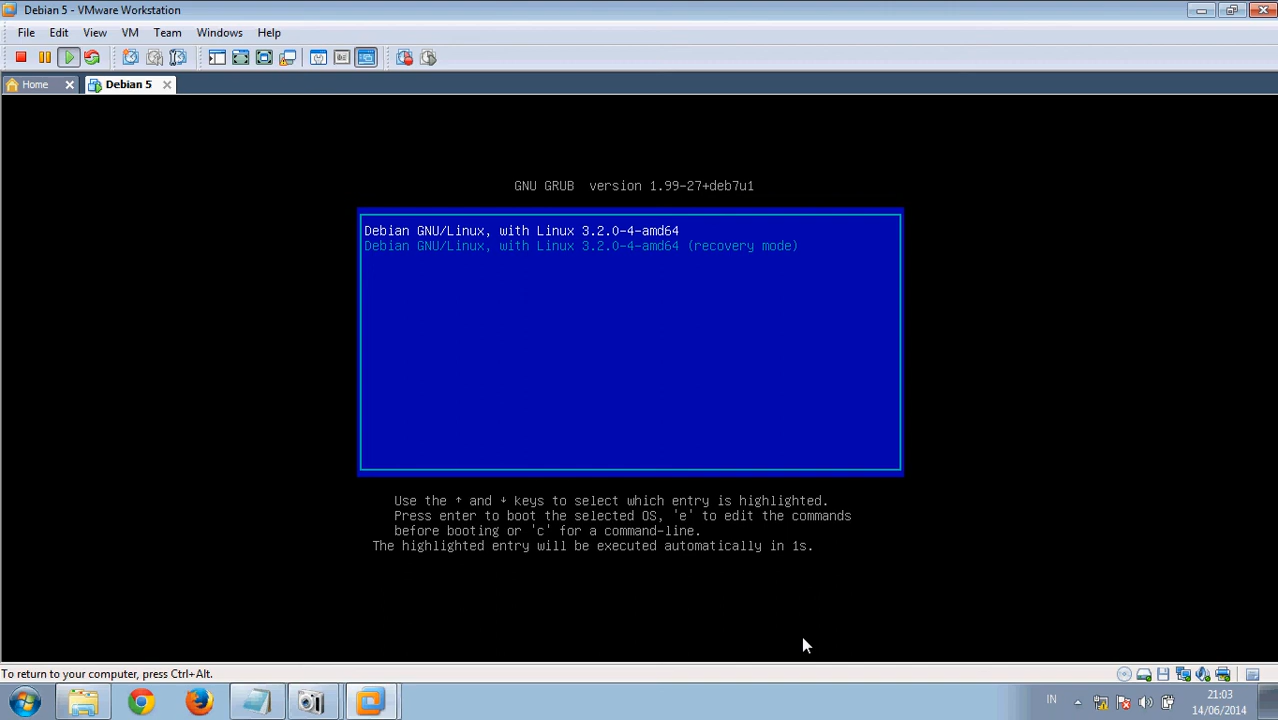 Debian 5 - VMware Workstation
File Edit View VM Team Windows Help
Home Debian 5
GNU GRUB version 1.99-27+deb7u1
Debian GNU/Linux, with Linux 3.2.0-4-amd64
Debian GNU/Linux, with Linux 3.2.0-4-amd64 (recovery mode)
Use the ↑ and ↓ keys to select which entry is highlighted.
Press enter to boot the selected OS, 'e' to edit the commands
before booting or 'c' for a command-line.
The highlighted entry will be executed automatically in 1s.
To return to your computer, press Ctrl+Alt.
IN
21:03
14/06/2014